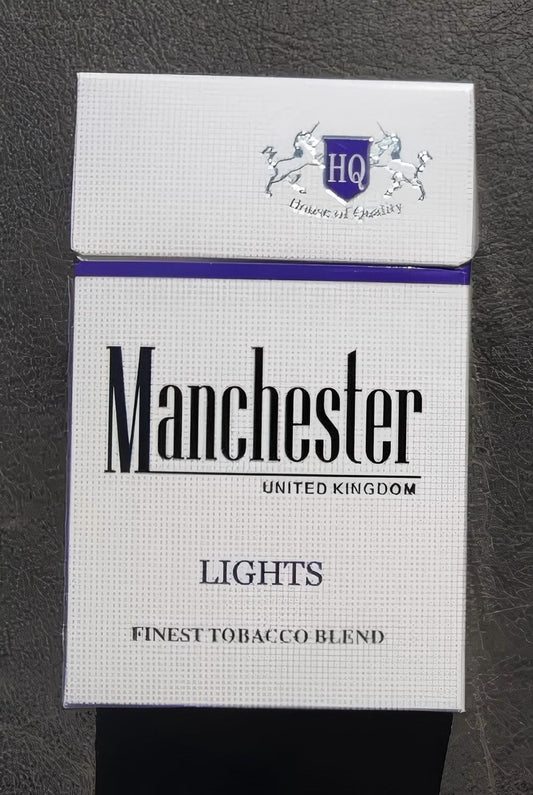 HQ
House of Quality
Manchester
UNITED KINGDOM
LIGHTS
FINEST TOBACCO BLEND